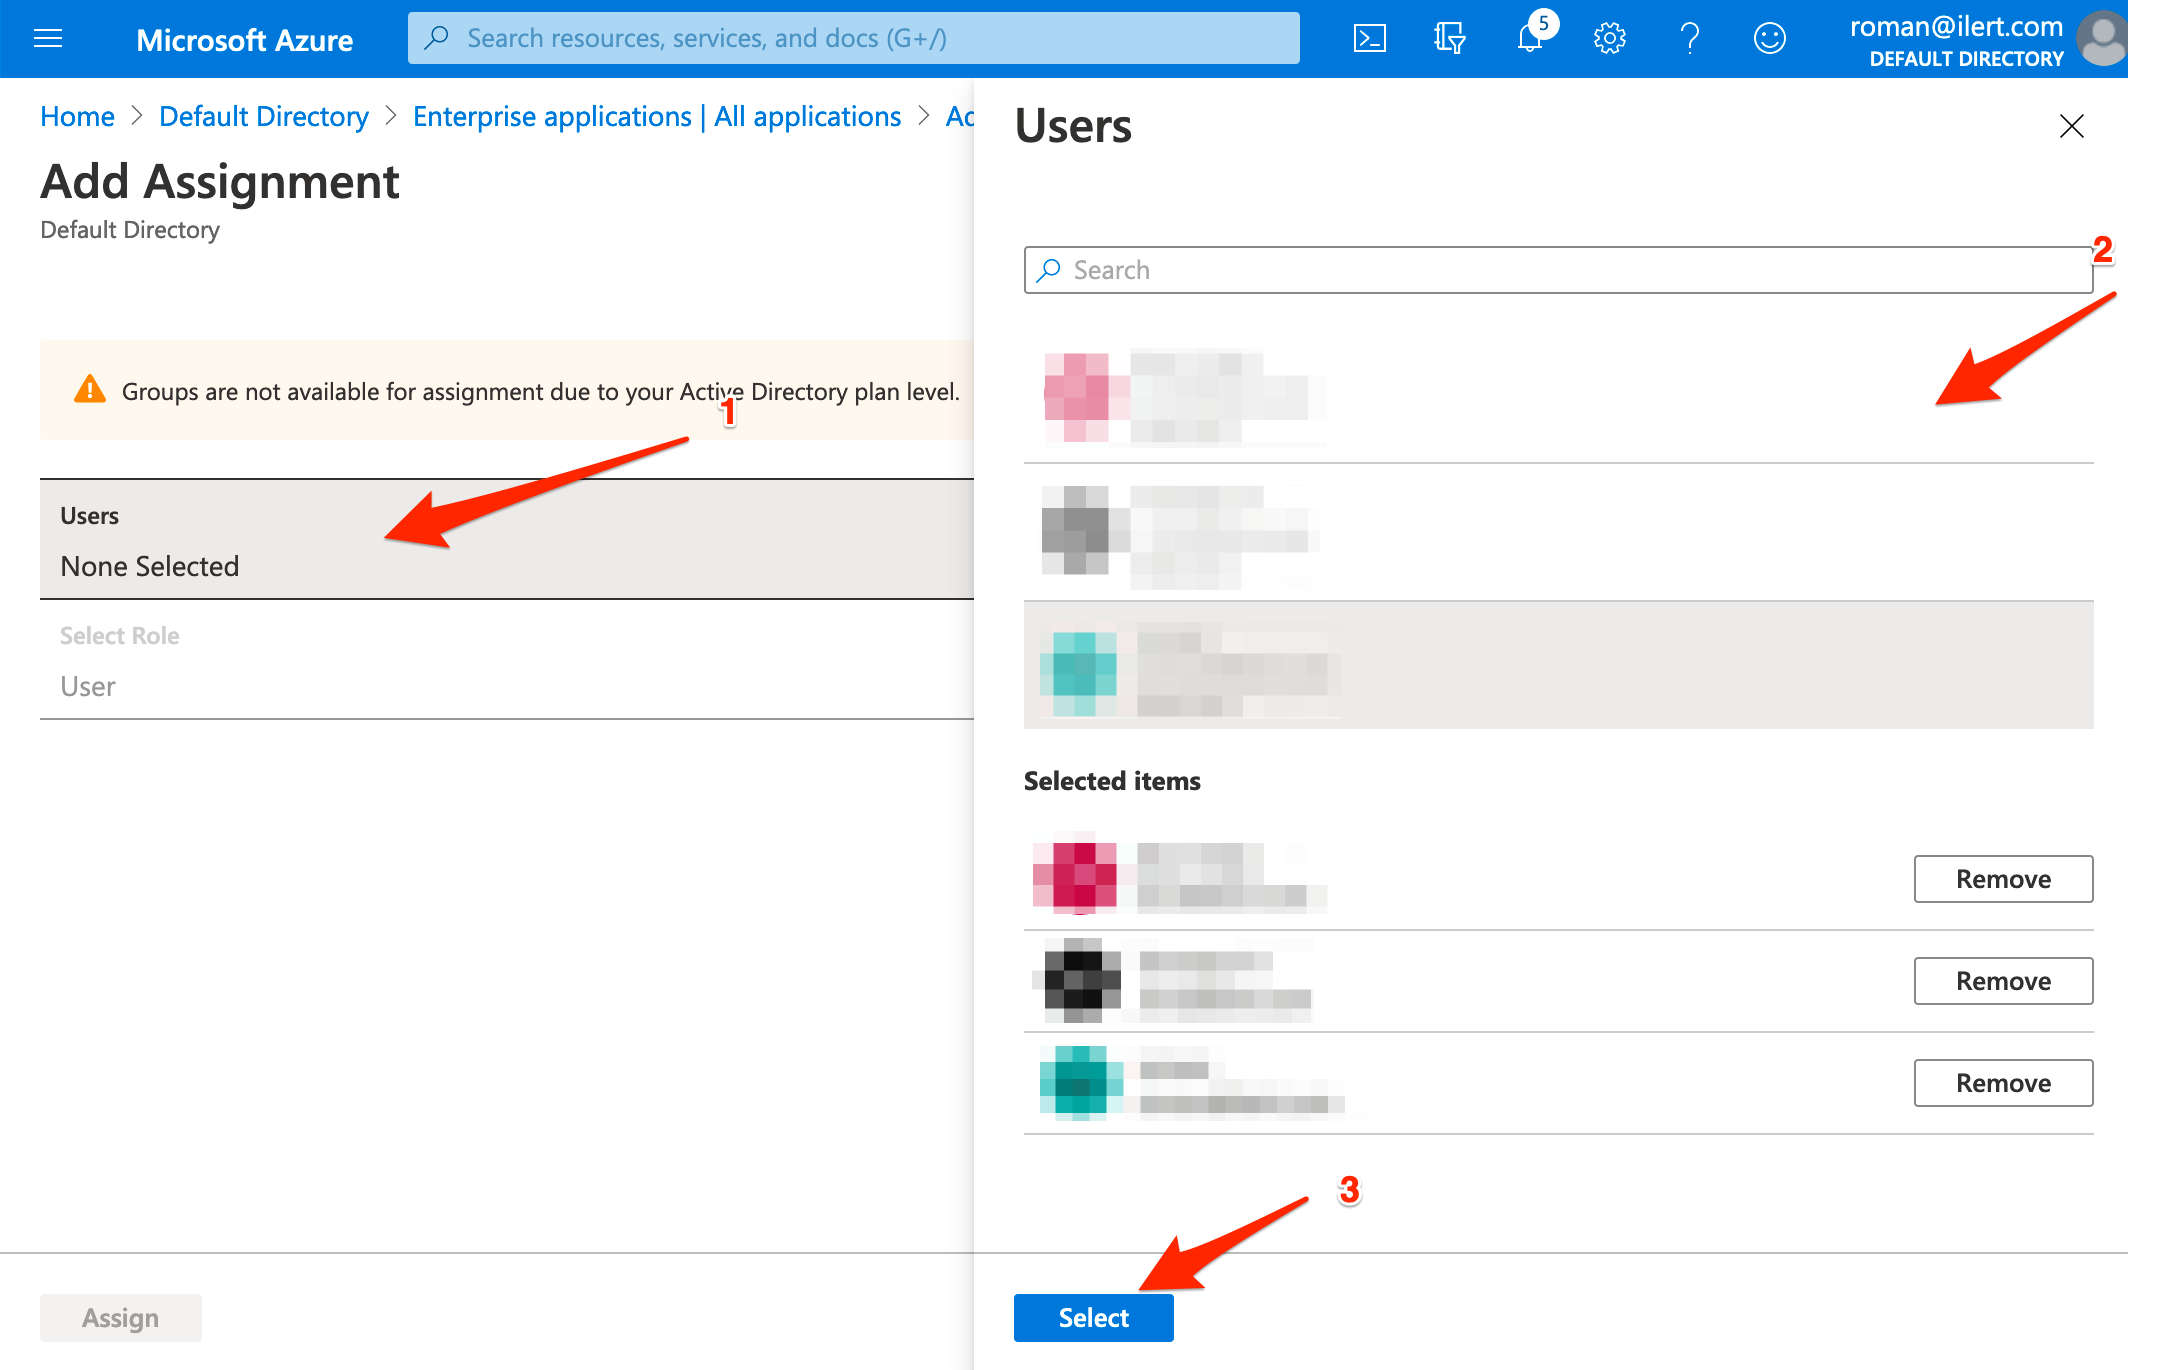 Microsoft Azure
Search resources, services, and docs (G+/)
5
roman@ilert.com
DEFAULT DIRECTORY
Home > Default Directory > Enterprise applications | All applications >
Add Assignment
Default Directory
Groups are not available for assignment due to your Active Directory plan level.
1
Users
None Selected
Select Role
User
Assign
Users
Search
2
Selected items
Remove
Remove
Remove
3
Select